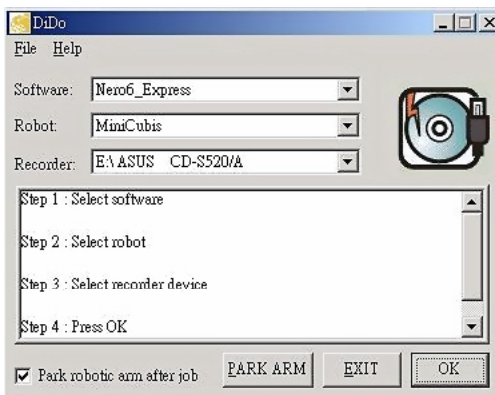 DiDo
File Help
Software: Nero6_Express
Robot: MiniCubis
Recorder: E:\ ASUS CD-S520/A
Step 1 : Select software
Step 2 : Select robot
Step 3 : Select recorder device
Step 4 : Press OK
Park robotic arm after job PARK ARM EXIT OK